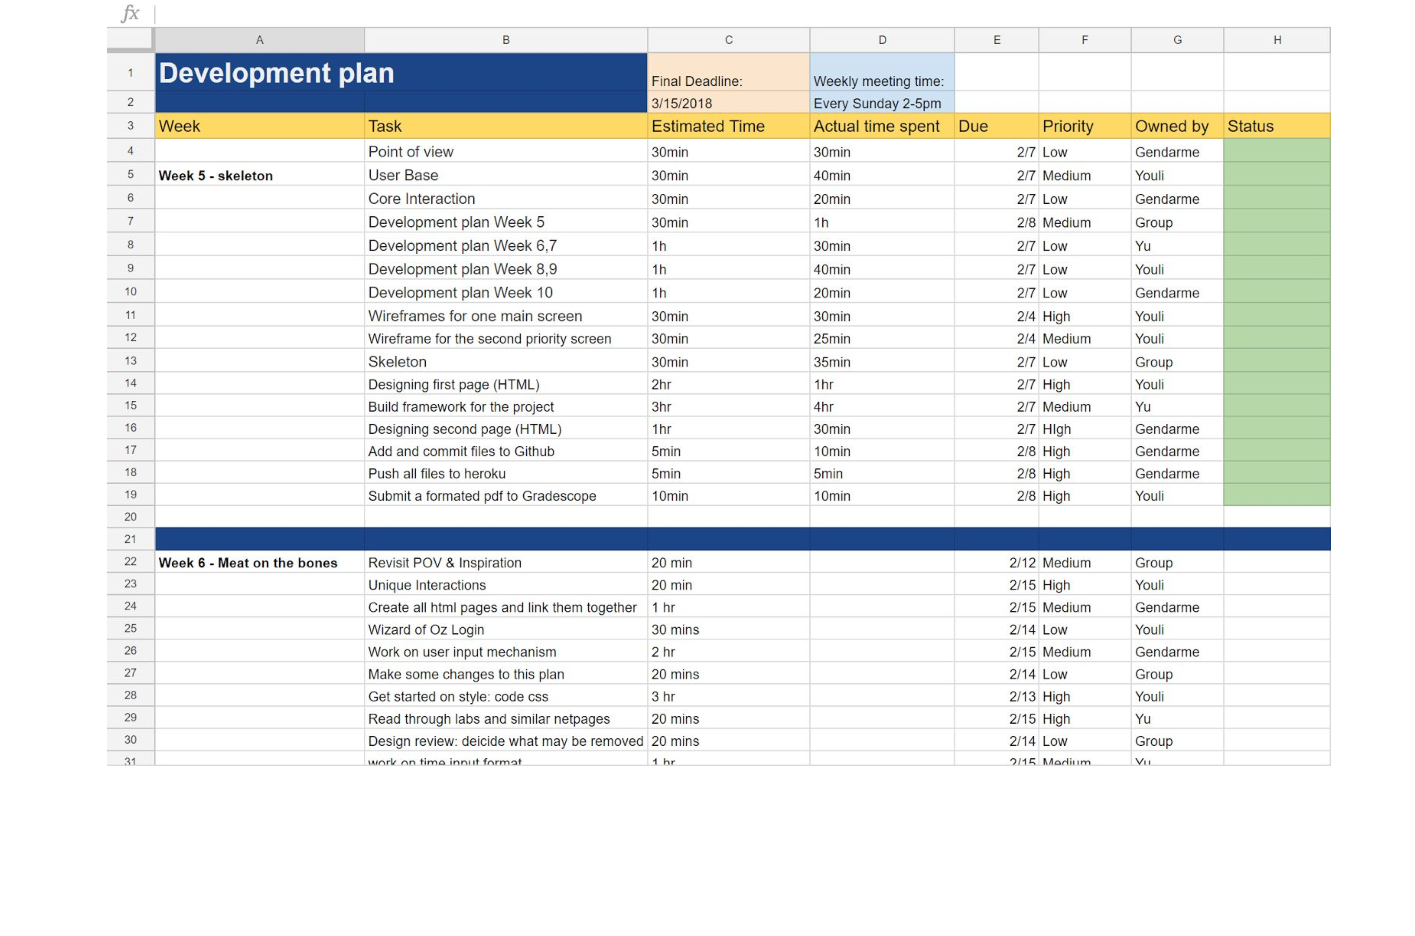 fx
A B C D E F G H
1 Development plan Final Deadline: Weekly meeting time:
2 3/15/2018 Every Sunday 2-5pm
3 Week Task Estimated Time Actual time spent Due Priority Owned by Status
4 Point of view 30min 30min 2/7 Low Gendarme
5 Week 5 - skeleton User Base 30min 40min 2/7 Medium Youli
6 Core Interaction 30min 20min 2/7 Low Gendarme
7 Development plan Week 5 30min 1h 2/8 Medium Group
8 Development plan Week 6,7 1h 30min 2/7 Low Yu
9 Development plan Week 8,9 1h 40min 2/7 Low Youli
10 Development plan Week 10 1h 20min 2/7 Low Gendarme
11 Wireframes for one main screen 30min 30min 2/4 High Youli
12 Wireframe for the second priority screen 30min 25min 2/4 Medium Youli
13 Skeleton 30min 35min 2/7 Low Group
14 Designing first page (HTML) 2hr 1hr 2/7 High Youli
15 Build framework for the project 3hr 4hr 2/7 Medium Yu
16 Designing second page (HTML) 1hr 30min 2/7 HIgh Gendarme
17 Add and commit files to Github 5min 10min 2/8 High Gendarme
18 Push all files to heroku 5min 5min 2/8 High Gendarme
19 Submit a formated pdf to Gradescope 10min 10min 2/8 High Youli
20
21
22 Week 6 - Meat on the bones Revisit POV & Inspiration 20 min 2/12 Medium Group
23 Unique Interactions 20 min 2/15 High Youli
24 Create all html pages and link them together 1 hr 2/15 Medium Gendarme
25 Wizard of Oz Login 30 mins 2/14 Low Youli
26 Work on user input mechanism 2 hr 2/15 Medium Gendarme
27 Make some changes to this plan 20 mins 2/14 Low Group
28 Get started on style: code css 3 hr 2/13 High Youli
29 Read through labs and similar netpages 20 mins 2/15 High Yu
30 Design review: deicide what may be removed 20 mins 2/14 Low Group
31 work on time input format 1 hr 2/15 Medium Yu